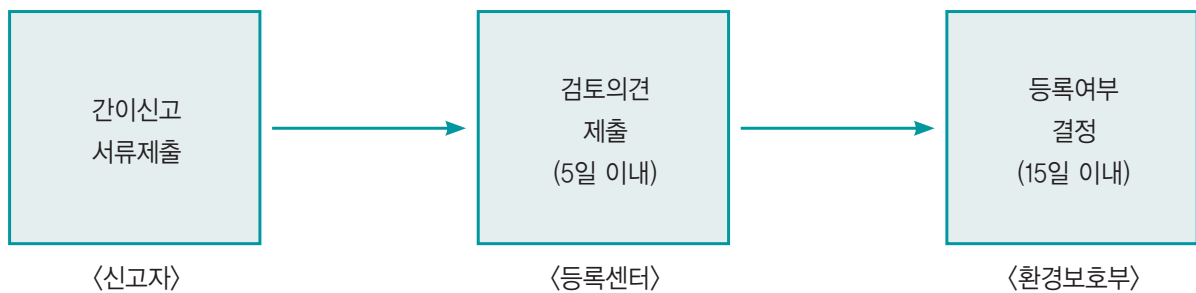 간이신고
서류제출
〈신고자〉
검토의견
제출
(5일 이내)
〈등록센터〉
등록여부
결정
(15일 이내)
〈환경보호부〉